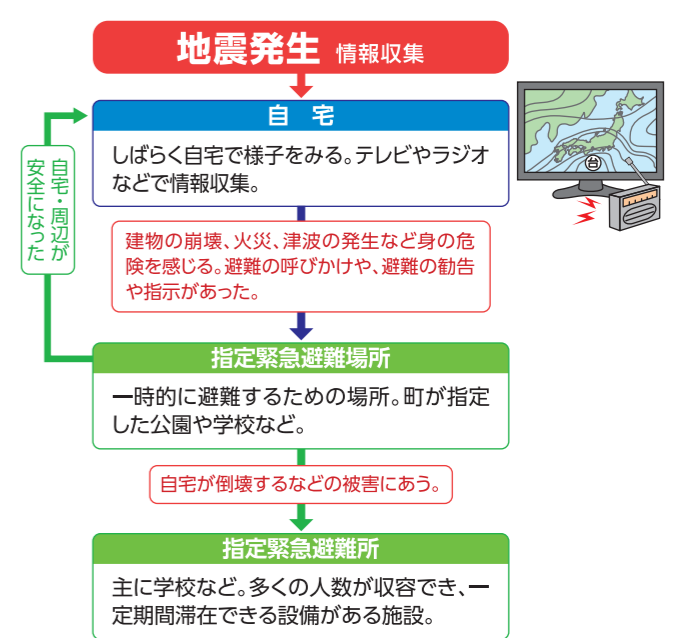 地震発生 情報収集
自 宅
しばらく自宅で様子をみる。テレビやラジオ
などで情報収集。
台
自宅・周辺が
安全になった
建物の崩壊、火災、津波の発生など身の危
険を感じる。避難の呼びかけや、避難の勧告
や指示があった。
指定緊急避難場所
一時的に避難するための場所。町が指定
した公園や学校など。
自宅が倒壊するなどの被害にあう。
指定緊急避難所
主に学校など。多くの人数が収容でき、一
定期間滞在できる設備がある施設。